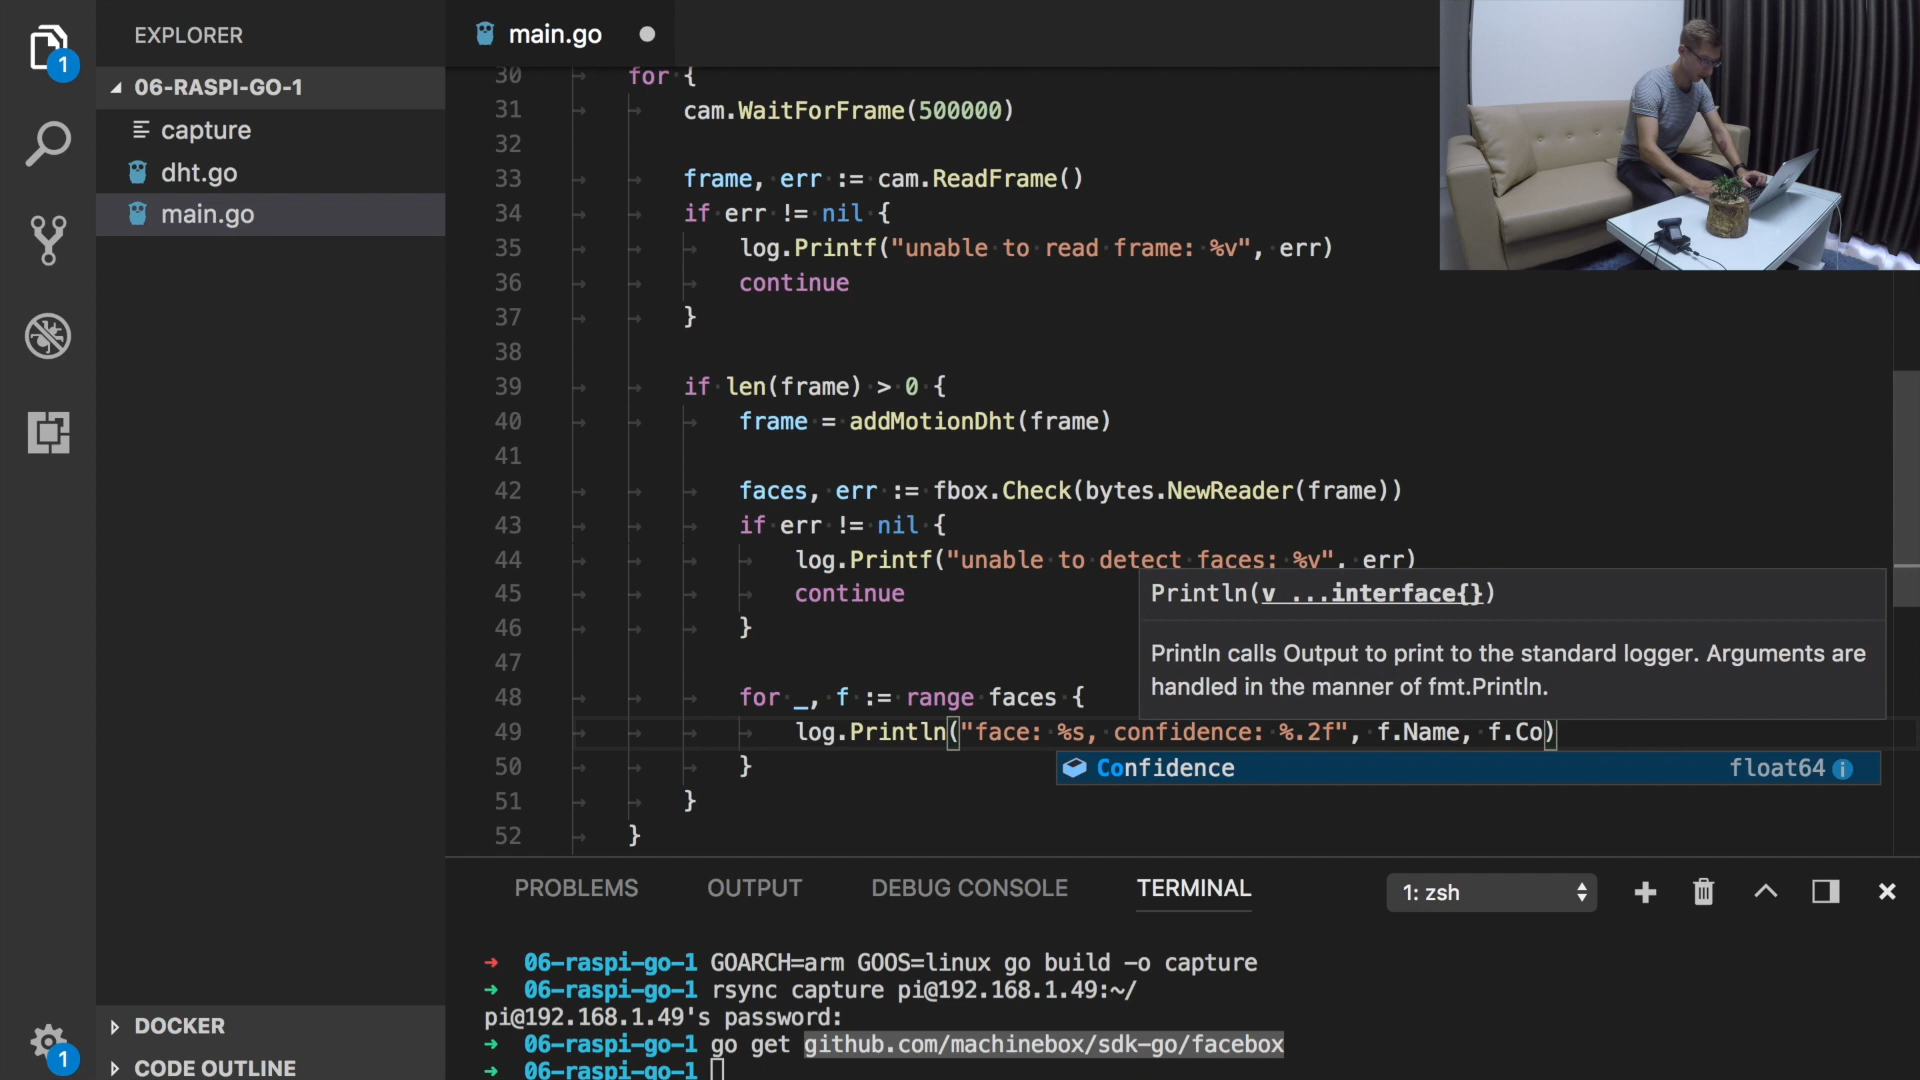 EXPLORER
06-RASPI-GO-1
capture
dht.go
main.go
DOCKER
CODE OUTLINE
1
1
main.go
30 for {
31 cam.WaitForFrame(500000)
32
33 frame, err := cam.ReadFrame()
34 if err != nil {
35 log.Printf("unable to read frame: %v", err)
36 continue
37 }
38
39 if len(frame) > 0 {
40 frame = addMotionDht(frame)
41
42 faces, err := fbox.Check(bytes.NewReader(frame))
43 if err != nil {
44 log.Printf("unable to detect faces: %v", err)
45 continue
46 }
47
48 for _, f := range faces {
49 log.Println("face: %s, confidence: %.2f", f.Name, f.Co)
50 }
51 }
52 }
Println(v ...interface{})
Println calls Output to print to the standard logger. Arguments are
handled in the manner of fmt.Println.
Confidence float64
PROBLEMS OUTPUT DEBUG CONSOLE TERMINAL 1: zsh
➜ 06-raspi-go-1 GOARCH=arm GOOS=linux go build -o capture
➜ 06-raspi-go-1 rsync capture pi@192.168.1.49:~/
pi@192.168.1.49's password:
➜ 06-raspi-go-1 go get github.com/machinebox/sdk-go/facebox
➜ 06-raspi-go-1